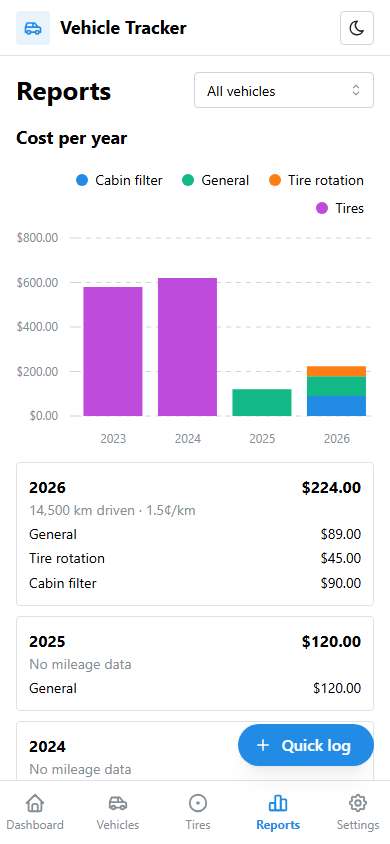 Vehicle Tracker
Reports
All vehicles
Cost per year
Cabin filter General Tire rotation
Tires
$800.00
$600.00
$400.00
$200.00
$0.00
2023 2024 2025 2026
2026 $224.00
14,500 km driven · 1.5¢/km
General $89.00
Tire rotation $45.00
Cabin filter $90.00
2025 $120.00
No mileage data
General $120.00
2024
No mileage data
+ Quick log
Dashboard Vehicles Tires Reports Settings